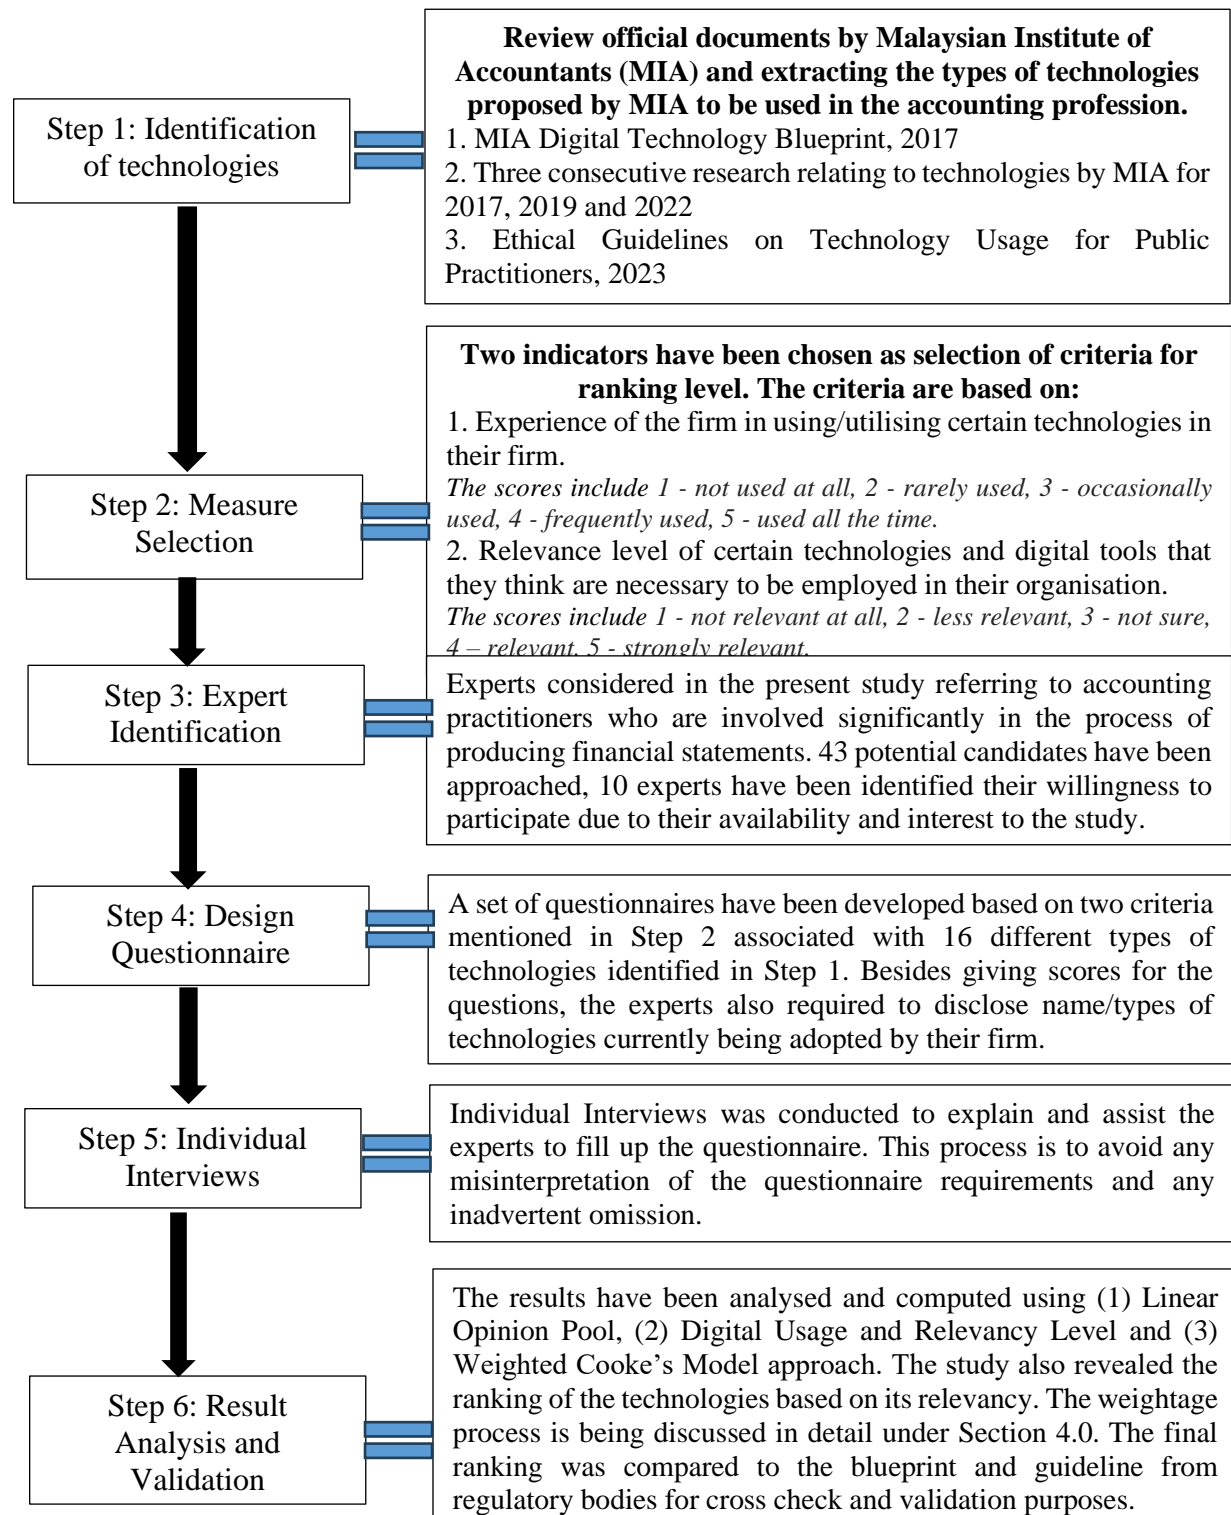 Step 1: Identification
of technologies
Review official documents by Malaysian Institute of
Accountants (MIA) and extracting the types of technologies
proposed by MIA to be used in the accounting profession.
1. MIA Digital Technology Blueprint, 2017
2. Three consecutive research relating to technologies by MIA for
2017, 2019 and 2022
3. Ethical Guidelines on Technology Usage for Public
Practitioners, 2023
Step 2: Measure
Selection
Two indicators have been chosen as selection of criteria for
ranking level. The criteria are based on:
1. Experience of the firm in using/utilising certain technologies in
their firm.
The scores include 1 - not used at all, 2 - rarely used, 3 - occasionally
used, 4 - frequently used, 5 - used all the time.
2. Relevance level of certain technologies and digital tools that
they think are necessary to be employed in their organisation.
The scores include 1 - not relevant at all, 2 - less relevant, 3 - not sure,
4 – relevant, 5 - strongly relevant.
Step 3: Expert
Identification
Experts considered in the present study referring to accounting
practitioners who are involved significantly in the process of
producing financial statements. 43 potential candidates have been
approached, 10 experts have been identified their willingness to
participate due to their availability and interest to the study.
Step 4: Design
Questionnaire
A set of questionnaires have been developed based on two criteria
mentioned in Step 2 associated with 16 different types of
technologies identified in Step 1. Besides giving scores for the
questions, the experts also required to disclose name/types of
technologies currently being adopted by their firm.
Step 5: Individual
Interviews
Individual Interviews was conducted to explain and assist the
experts to fill up the questionnaire. This process is to avoid any
misinterpretation of the questionnaire requirements and any
inadvertent omission.
Step 6: Result
Analysis and
Validation
The results have been analysed and computed using (1) Linear
Opinion Pool, (2) Digital Usage and Relevancy Level and (3)
Weighted Cooke's Model approach. The study also revealed the
ranking of the technologies based on its relevancy. The weightage
process is being discussed in detail under Section 4.0. The final
ranking was compared to the blueprint and guideline from
regulatory bodies for cross check and validation purposes.